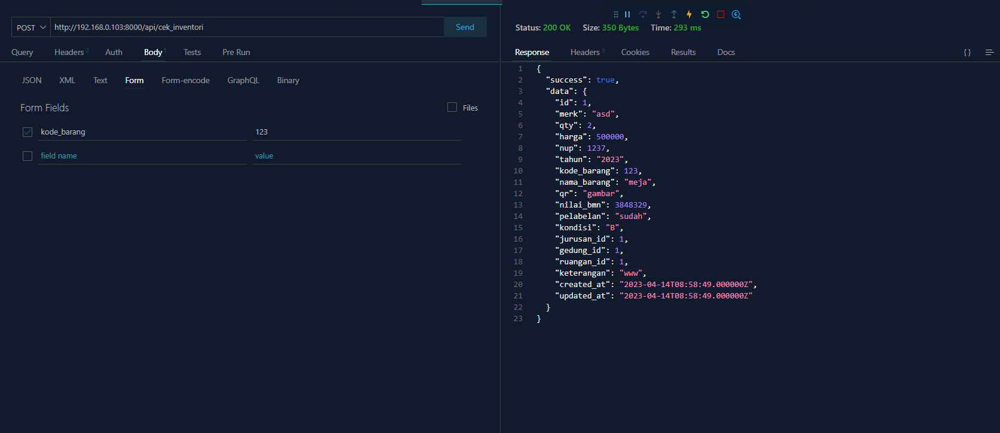 POST http://192.168.0.103:8000/api/cek_inventori Send
Query Headers 2 Auth Body 1 Tests Pre Run
JSON XML Text Form Form-encode GraphQL Binary
Form Fields Files
kode_barang 123
field name value
Status: 200 OK Size: 350 Bytes Time: 293 ms
Response Headers 9 Cookies Results Docs { }
1 {
2 "success": true,
3 "data": {
4 "id": 1,
5 "merk": "asd",
6 "qty": 2,
7 "harga": 500000,
8 "nup": 1237,
9 "tahun": "2023",
10 "kode_barang": 123,
11 "nama_barang": "meja",
12 "qr": "gambar",
13 "nilai_bmn": 3848329,
14 "pelabelan": "sudah",
15 "kondisi": "B",
16 "jurusan_id": 1,
17 "gedung_id": 1,
18 "ruangan_id": 1,
19 "keterangan": "www",
20 "created_at": "2023-04-14T08:58:49.000000Z",
21 "updated_at": "2023-04-14T08:58:49.000000Z"
22 }
23 }